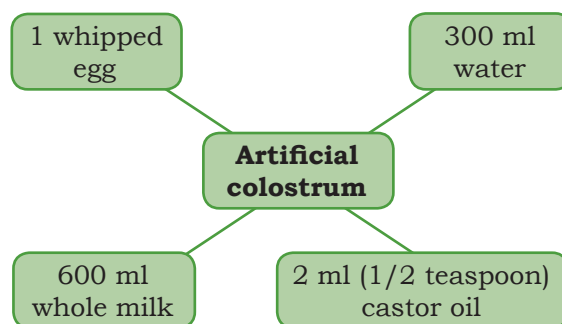 1 whipped
egg
300 ml
water
Artificial
colostrum
600 ml
whole milk
2 ml (1/2 teaspoon)
castor oil